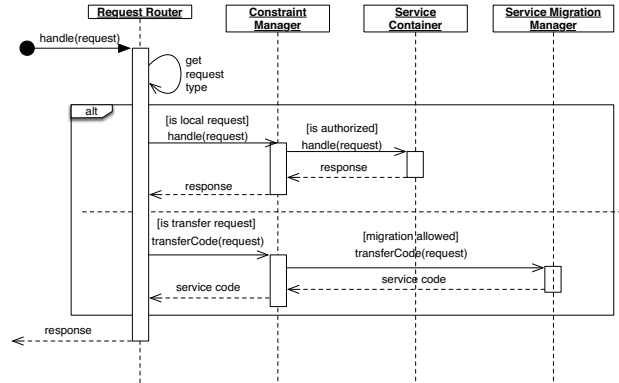 Request Router
Constraint
Manager
Service
Container
Service Migration
Manager
handle(request)
get
request
type
alt
[is local request]
handle(request)
[is authorized]
handle(request)
response
response
[is transfer request]
transferCode(request)
[migration allowed]
transferCode(request)
service code
service code
response